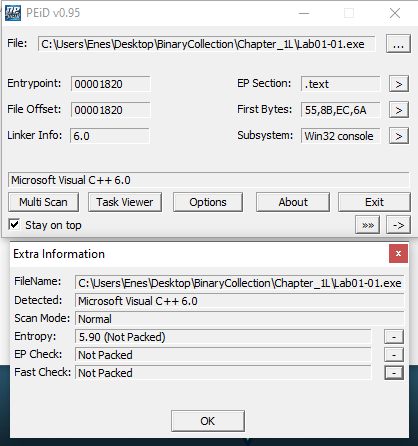 PEiD v0.95
File: C:\Users\Enes\Desktop\BinaryCollection\Chapter_1L\Lab01-01.exe ...
Entrypoint: 00001820 EP Section: .text >
File Offset: 00001820 First Bytes: 55,8B,EC,6A >
Linker Info: 6.0 Subsystem: Win32 console >
Microsoft Visual C++ 6.0
Multi Scan Task Viewer Options About Exit
Stay on top »» ->
Extra Information x
FileName: C:\Users\Enes\Desktop\BinaryCollection\Chapter_1L\Lab01-01.exe
Detected: Microsoft Visual C++ 6.0
Scan Mode: Normal
Entropy: 5.90 (Not Packed) -
EP Check: Not Packed -
Fast Check: Not Packed -
OK